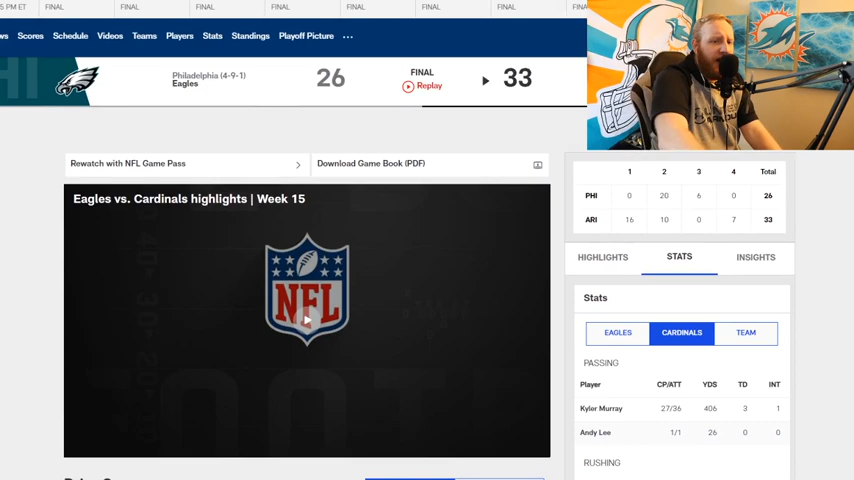 5 PM ET FINAL FINAL FINAL FINAL FINAL FINAL FINAL FINA
ws Scores Schedule Videos Teams Players Stats Standings Playoff Picture ...
HI
Philadelphia (4-9-1)
Eagles
26
FINAL
Replay
33
Rewatch with NFL Game Pass
Download Game Book (PDF)
Eagles vs. Cardinals highlights | Week 15
NFL
1 2 3 4 Total
PHI 0 20 6 0 26
ARI 16 10 0 7 33
HIGHLIGHTS STATS INSIGHTS
Stats
EAGLES CARDINALS TEAM
PASSING
Player CP/ATT YDS TD INT
Kyler Murray 27/36 406 3 1
Andy Lee 1/1 26 0 0
RUSHING